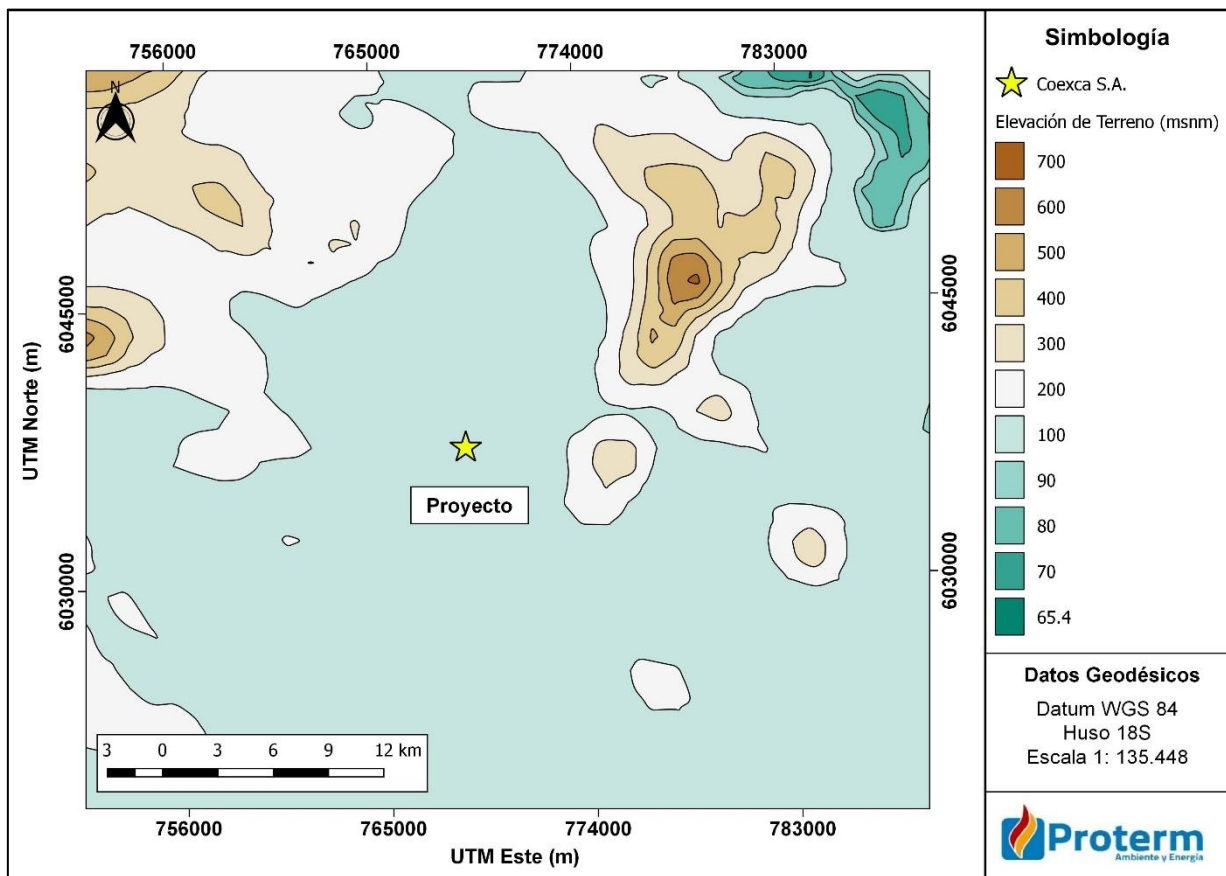 756000 765000 774000 783000
N
6045000
6045000
UTM Norte (m)
Proyecto
6030000
6030000
3 0 3 6 9 12 km
756000 765000 774000 783000
UTM Este (m)
Simbología
Coexca S.A.
Elevación de Terreno (msnm)
700
600
500
400
300
200
100
90
80
70
65.4
Datos Geodésicos
Datum WGS 84
Huso 18S
Escala 1: 135.448
Proterm
Ambiente y Energía